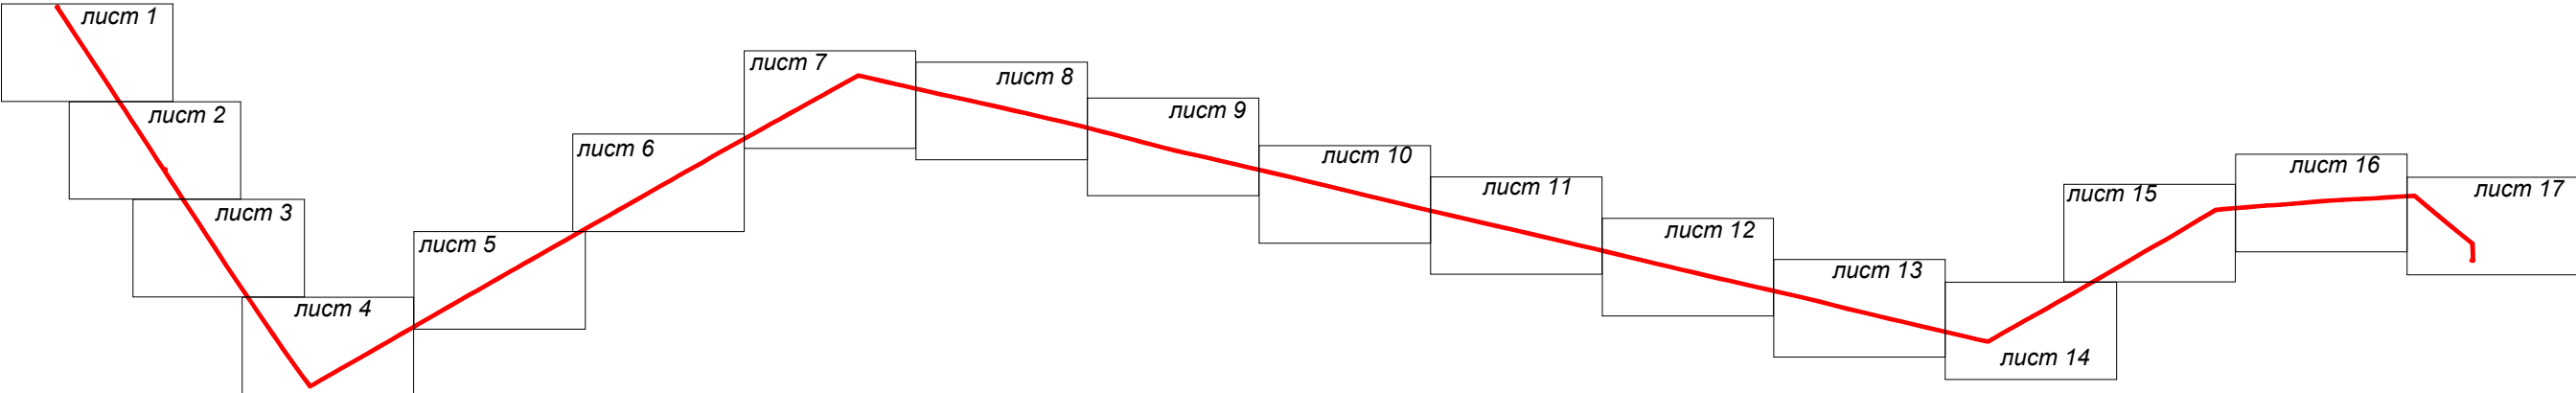 лист 1
лист 2
лист 3
лист 4
лист 5
лист 6
лист 7
лист 8
лист 9
лист 10
лист 11
лист 12
лист 13
лист 14
лист 15
лист 16
лист 17